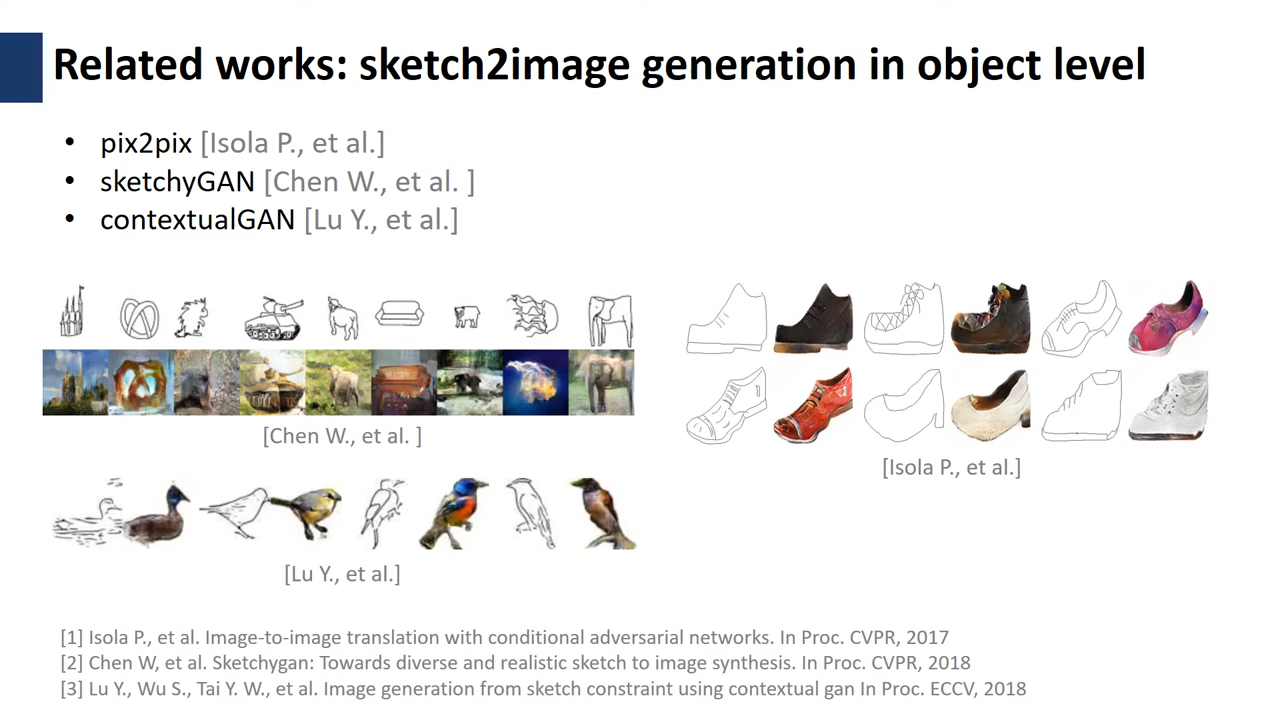 Related works: sketch2image generation in object level
• pix2pix [Isola P., et al.]
• sketchyGAN [Chen W., et al. ]
• contextualGAN [Lu Y., et al.]
[Chen W., et al. ]
[Isola P., et al.]
[Lu Y., et al.]
[1] Isola P., et al. Image-to-image translation with conditional adversarial networks. In Proc. CVPR, 2017
[2] Chen W, et al. Sketchygan: Towards diverse and realistic sketch to image synthesis. In Proc. CVPR, 2018
[3] Lu Y., Wu S., Tai Y. W., et al. Image generation from sketch constraint using contextual gan In Proc. ECCV, 2018